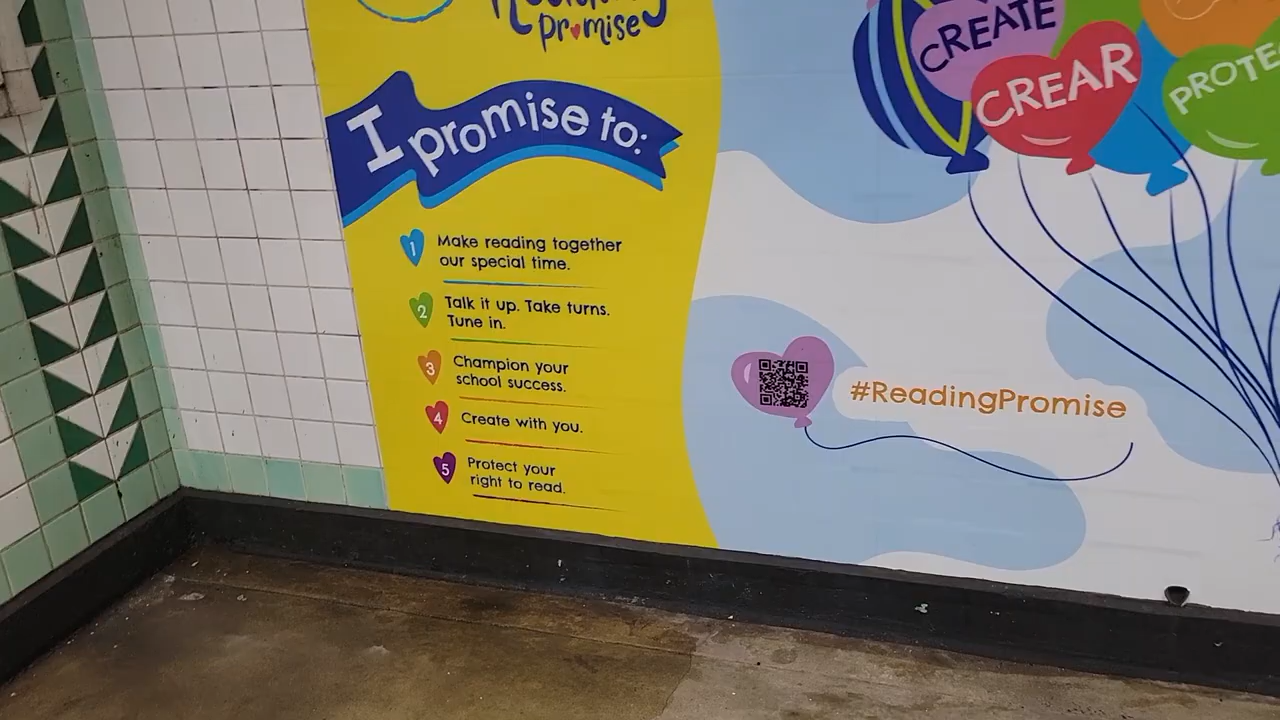 Promise
I promise to:
1 Make reading together
our special time.
2 Talk it up. Take turns.
Tune in.
3 Champion your
school success.
4 Create with you.
5 Protect your
right to read.
#ReadingPromise
CREATE
CREAR